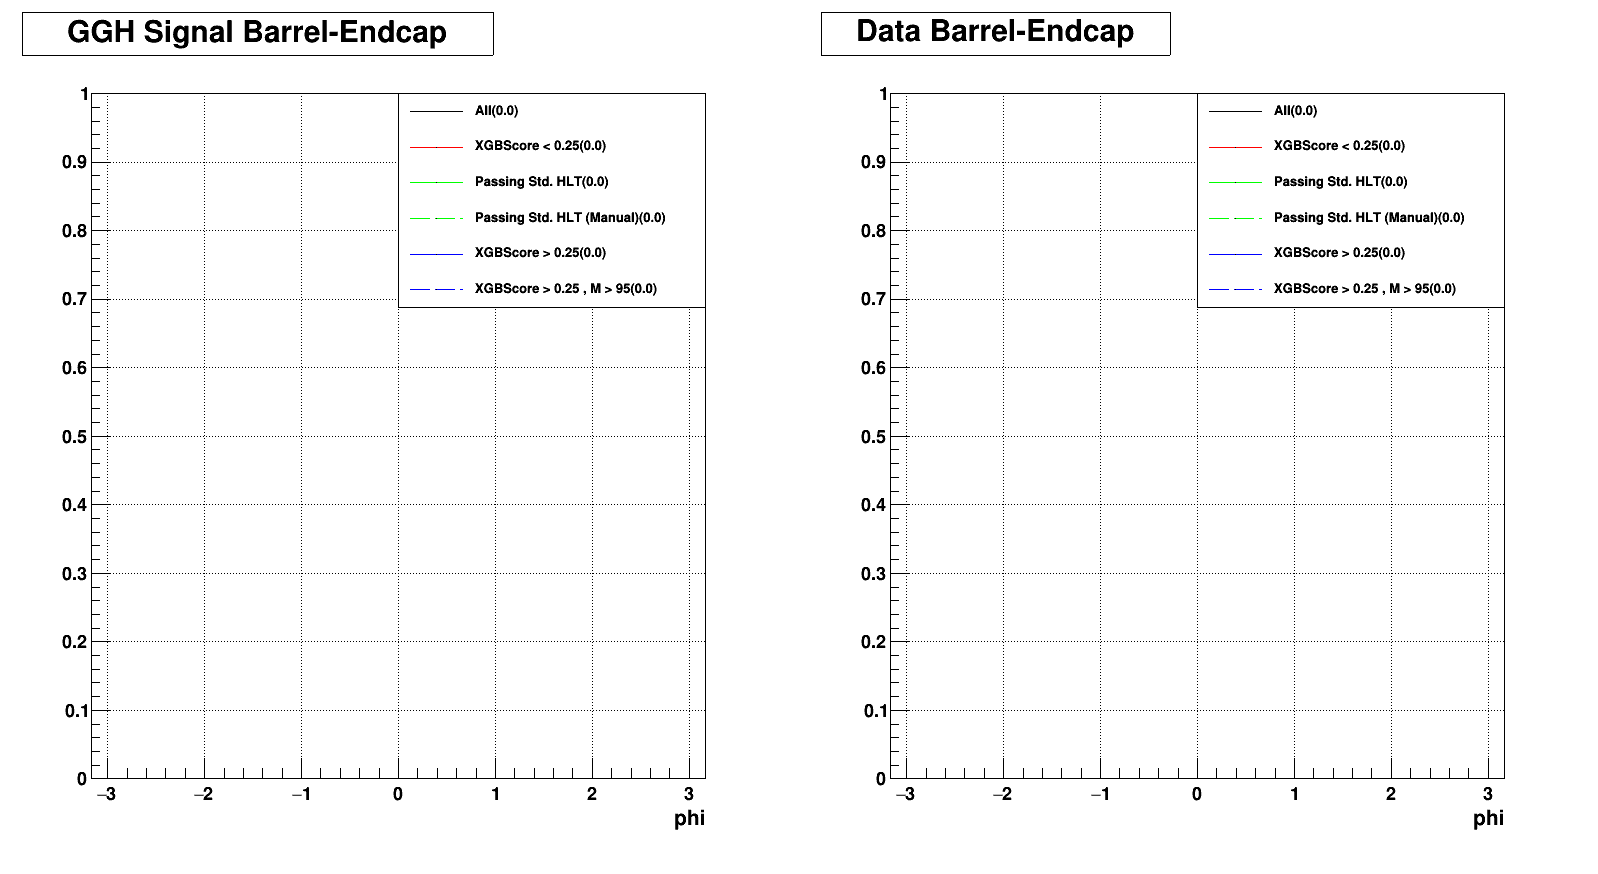 GGH Signal Barrel-Endcap
1
0.9
0.8
0.7
0.6
0.5
0.4
0.3
0.2
0.1
0
All(0.0)
XGBScore < 0.25(0.0)
Passing Std. HLT(0.0)
Passing Std. HLT (Manual)(0.0)
XGBScore > 0.25(0.0)
XGBScore > 0.25 , M > 95(0.0)
−3 −2 −1 0 1 2 3
phi
Data Barrel-Endcap
1
0.9
0.8
0.7
0.6
0.5
0.4
0.3
0.2
0.1
0
All(0.0)
XGBScore < 0.25(0.0)
Passing Std. HLT(0.0)
Passing Std. HLT (Manual)(0.0)
XGBScore > 0.25(0.0)
XGBScore > 0.25 , M > 95(0.0)
−3 −2 −1 0 1 2 3
phi